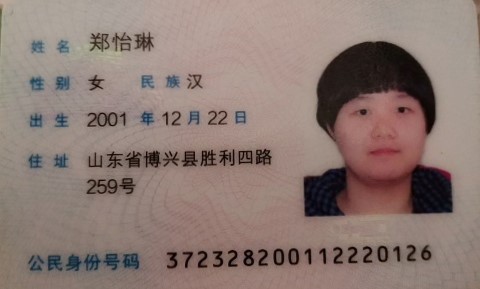 姓名 郑怡琳
性别 女 民族 汉
出生 2001 年 12 月 22 日
住址 山东省博兴县胜利四路
259号
公民身份号码 372328200112220126